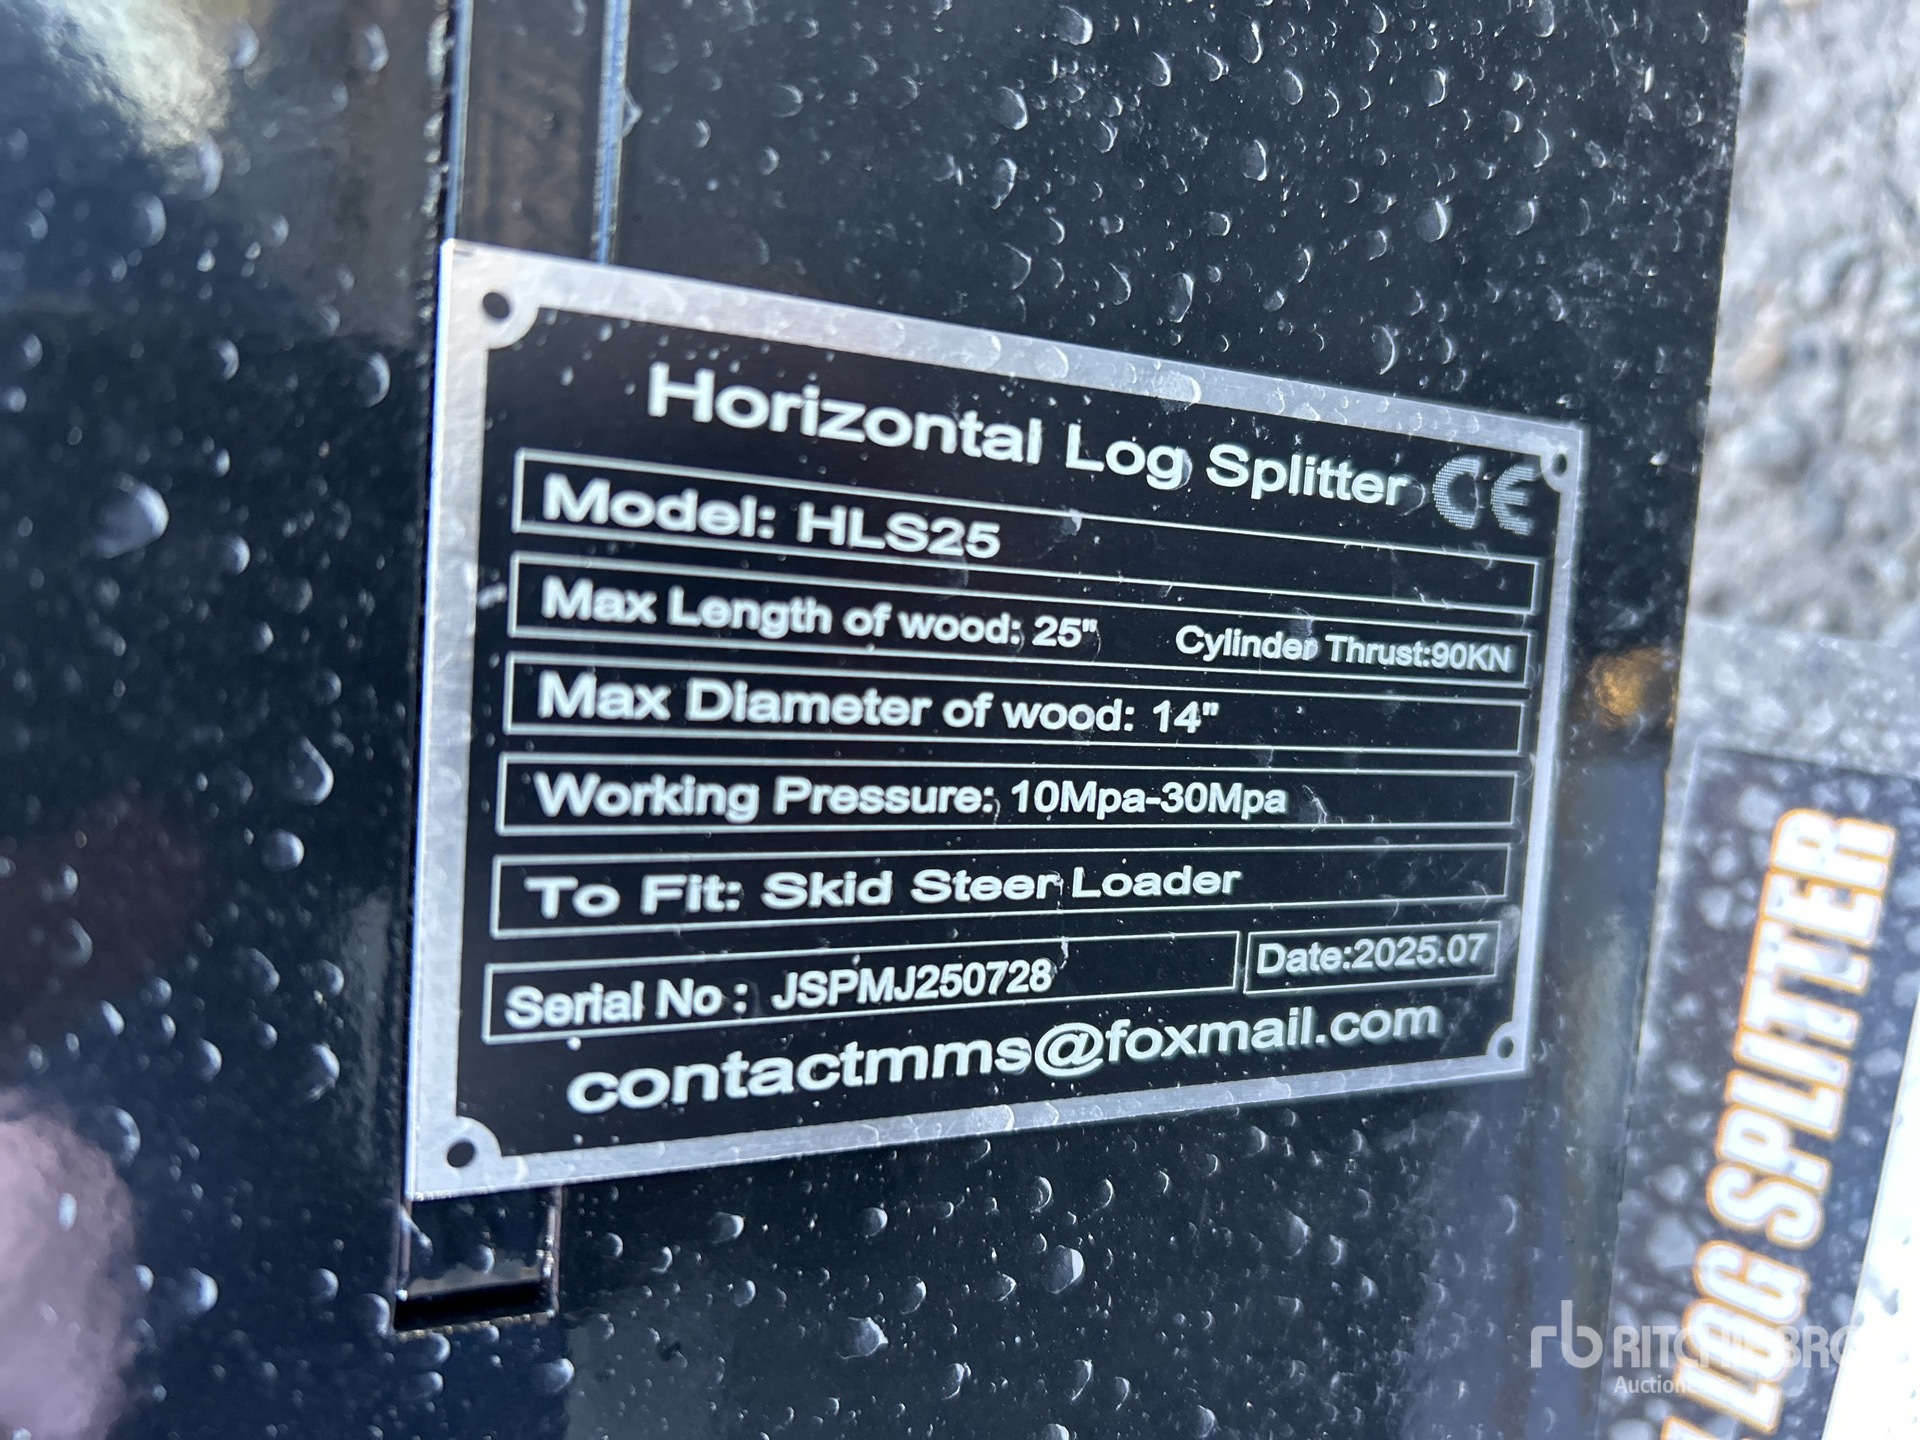 Horizontal Log Splitter CE
Model: HLS25
Max Length of wood: 25" Cylinder Thrust:90KN
Max Diameter of wood: 14"
Working Pressure: 10Mpa-30Mpa
To Fit: Skid Steer Loader
Serial No : JSPMJ250728 Date:2025.07
contactmms@foxmail.com
LOG SPLITTER
rb RITCHIE BRO
Auctione